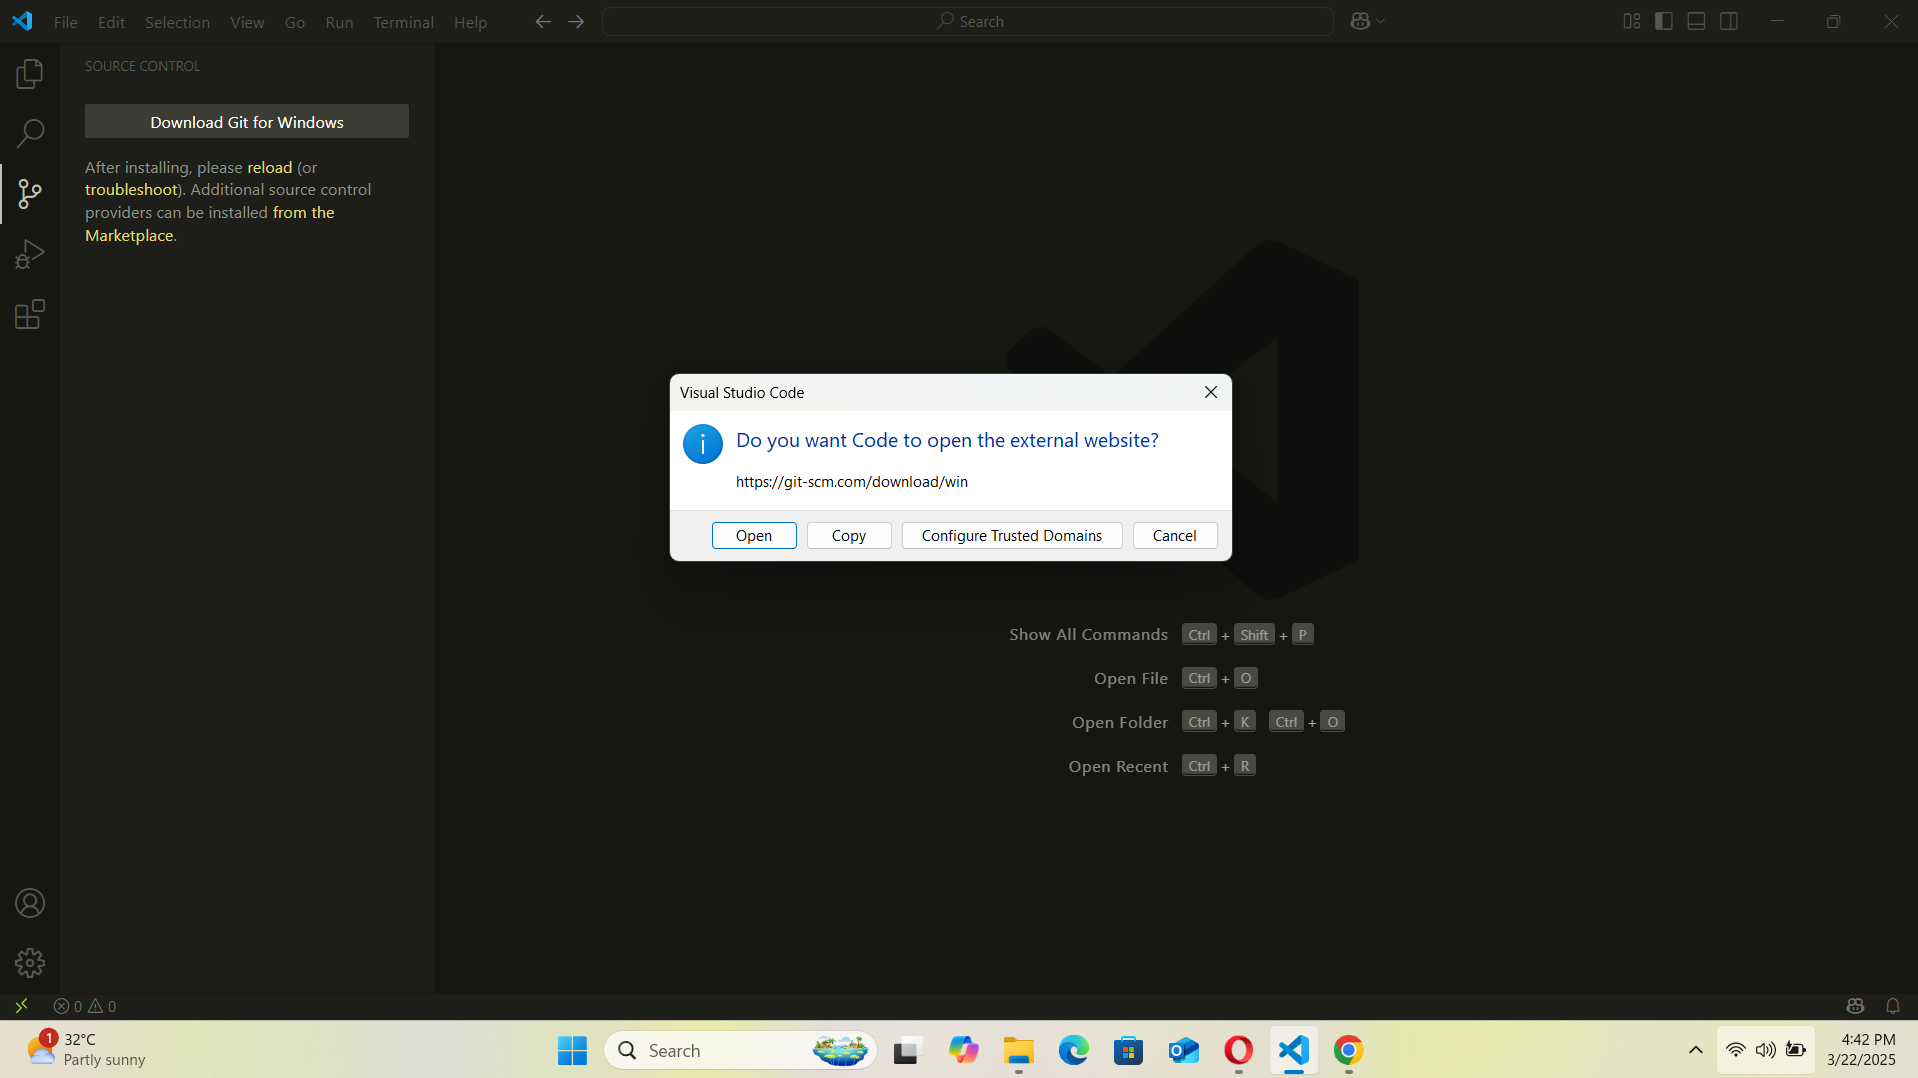 File Edit Selection View Go Run Terminal Help
Search
SOURCE CONTROL
Download Git for Windows
After installing, please reload (or
troubleshoot). Additional source control
providers can be installed from the
Marketplace.
Visual Studio Code
Do you want Code to open the external website?
https://git-scm.com/download/win
Open Copy Configure Trusted Domains Cancel
Show All Commands Ctrl + Shift + P
Open File Ctrl + O
Open Folder Ctrl + K Ctrl + O
Open Recent Ctrl + R
0 0
1
32°C
Partly sunny
Search
4:42 PM
3/22/2025